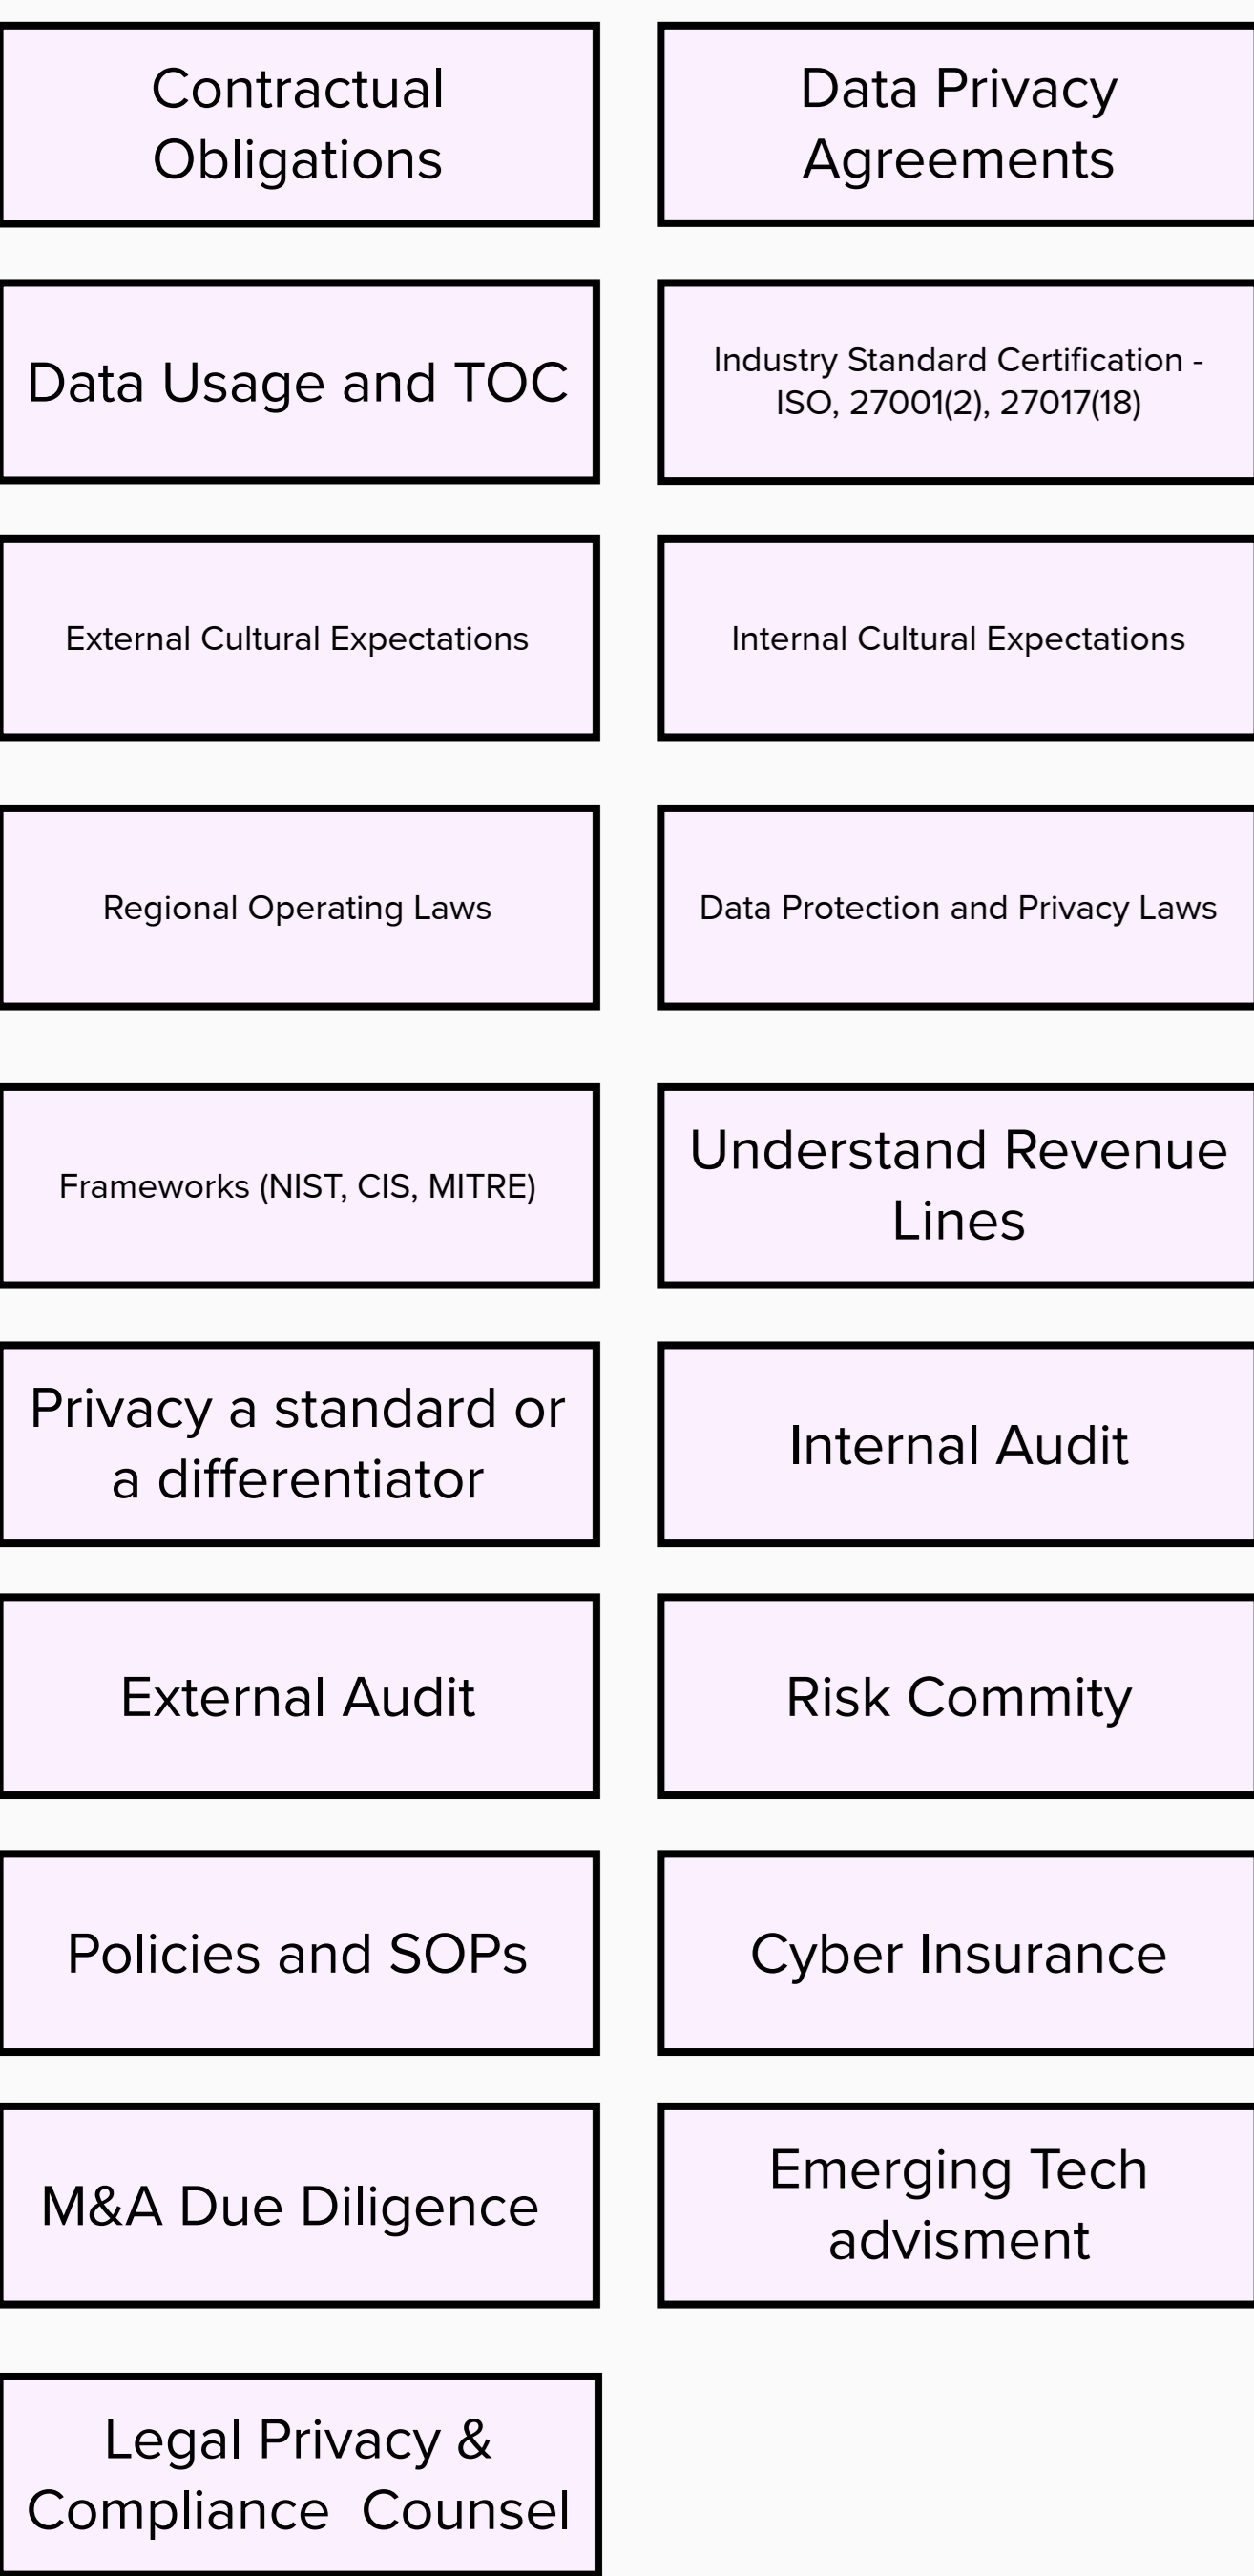 Contractual
Obligations
Data Privacy
Agreements
Data Usage and TOC
Industry Standard Certification -
ISO, 27001(2), 27017(18)
External Cultural Expectations
Internal Cultural Expectations
Regional Operating Laws
Data Protection and Privacy Laws
Frameworks (NIST, CIS, MITRE)
Understand Revenue
Lines
Privacy a standard or
a differentiator
Internal Audit
External Audit
Risk Commity
Policies and SOPs
Cyber Insurance
M&A Due Diligence
Emerging Tech
advisment
Legal Privacy &
Compliance  Counsel